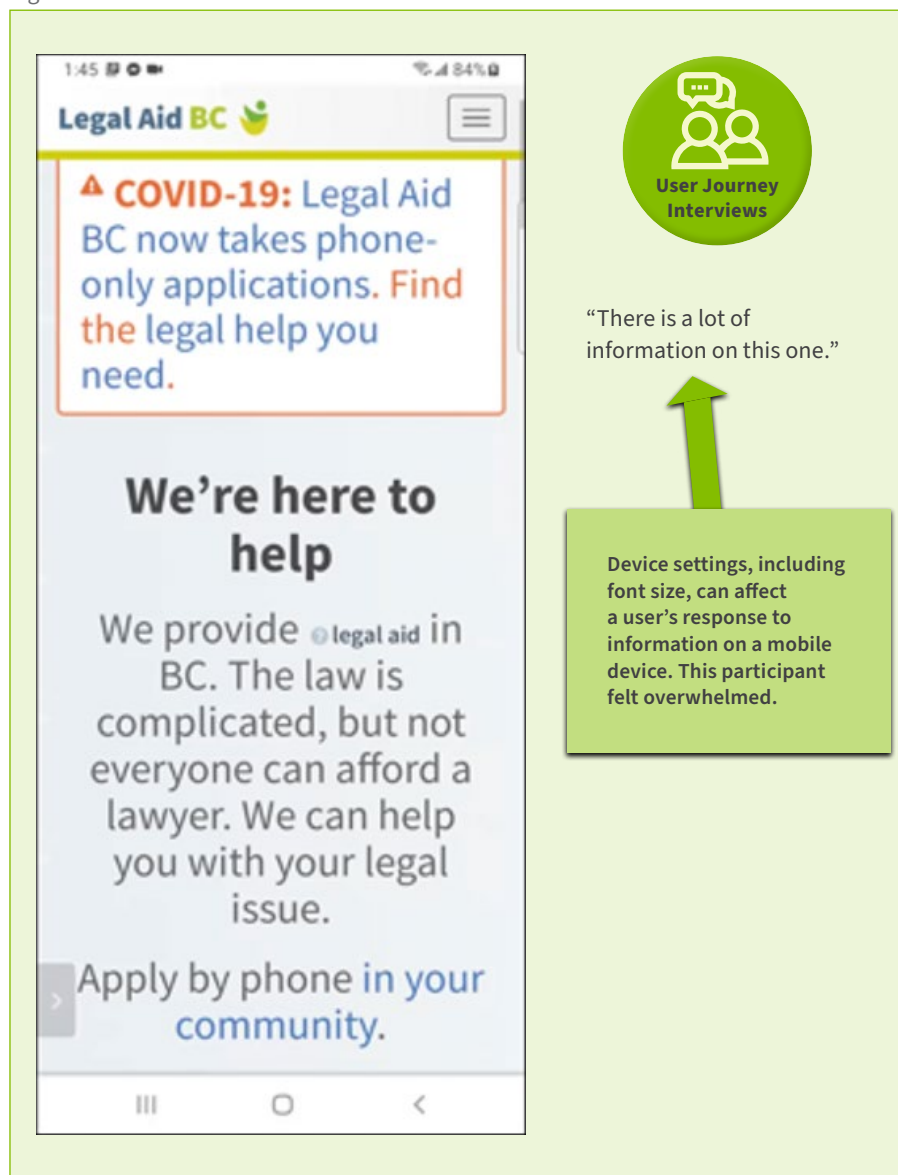 1:45
84%
Legal Aid BC
COVID-19: Legal Aid
BC now takes phone-
only applications. Find
the legal help you
need.
We're here to
help
We provide legal aid in
BC. The law is
complicated, but not
everyone can afford a
lawyer. We can help
you with your legal
issue.
Apply by phone in your
community.
User Journey
Interviews
“There is a lot of
information on this one.”
Device settings, including
font size, can affect
a user's response to
information on a mobile
device. This participant
felt overwhelmed.